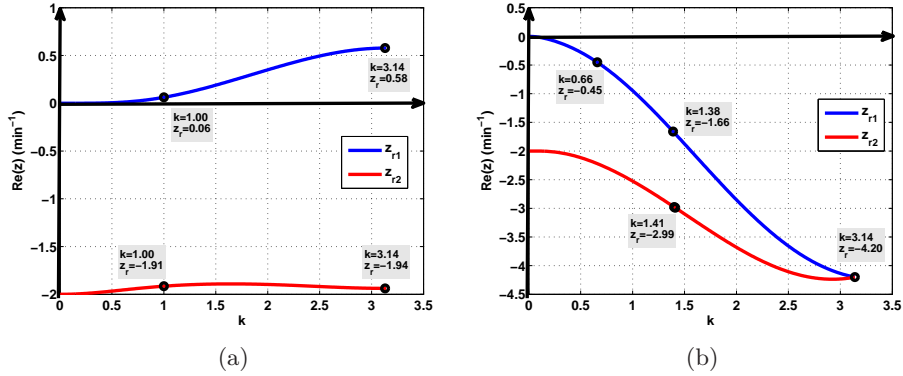 1
0.5
0
−0.5
−1
−1.5
−2
Re(z) (min⁻¹)
k=1.00
z_r=0.06
k=3.14
z_r=0.58
z_r1
z_r2
k=1.00
z_r=−1.91
k=3.14
z_r=−1.94
0 0.5 1 1.5 2 2.5 3 3.5
k
(a)
0
−0.5
−1
−1.5
−2
−2.5
−3
−3.5
−4
−4.5
Re(z) (min⁻¹)
k=0.66
z_r=−0.45
k=1.38
z_r=−1.66
z_r1
z_r2
k=1.41
z_r=−2.99
k=3.14
z_r=−4.20
0 0.5 1 1.5 2 2.5 3 3.5
k
(b)